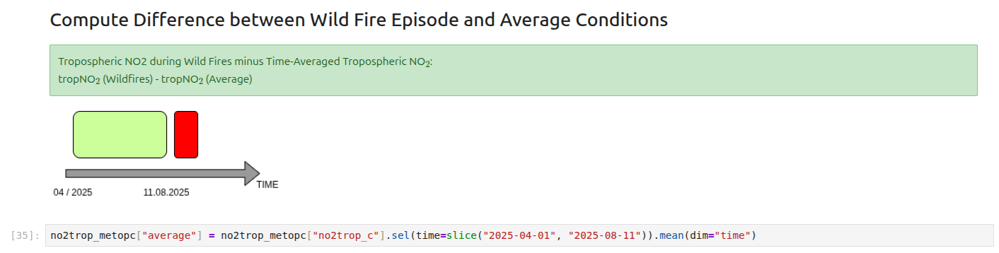 Compute Difference between Wild Fire Episode and Average Conditions
Tropospheric NO2 during Wild Fires minus Time-Averaged Tropospheric NO₂:
tropNO₂ (Wildfires) - tropNO₂ (Average)
TIME
04 / 2025 11.08.2025
[35]: no2trop_metopc["average"] = no2trop_metopc["no2trop_c"].sel(time=slice("2025-04-01", "2025-08-11")).mean(dim="time")